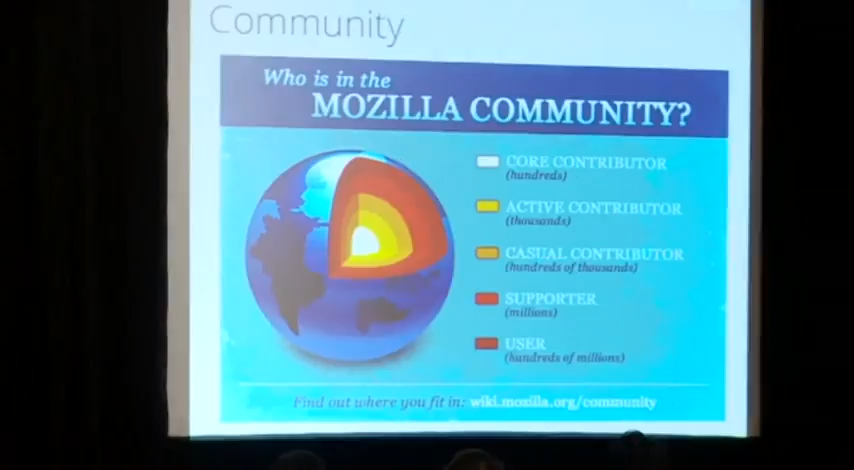 Community
Who is in the
MOZILLA COMMUNITY?
CORE CONTRIBUTOR
(hundreds)
ACTIVE CONTRIBUTOR
(thousands)
CASUAL CONTRIBUTOR
(hundreds of thousands)
SUPPORTER
(millions)
USER
(hundreds of millions)
Find out where you fit in: wiki.mozilla.org/community